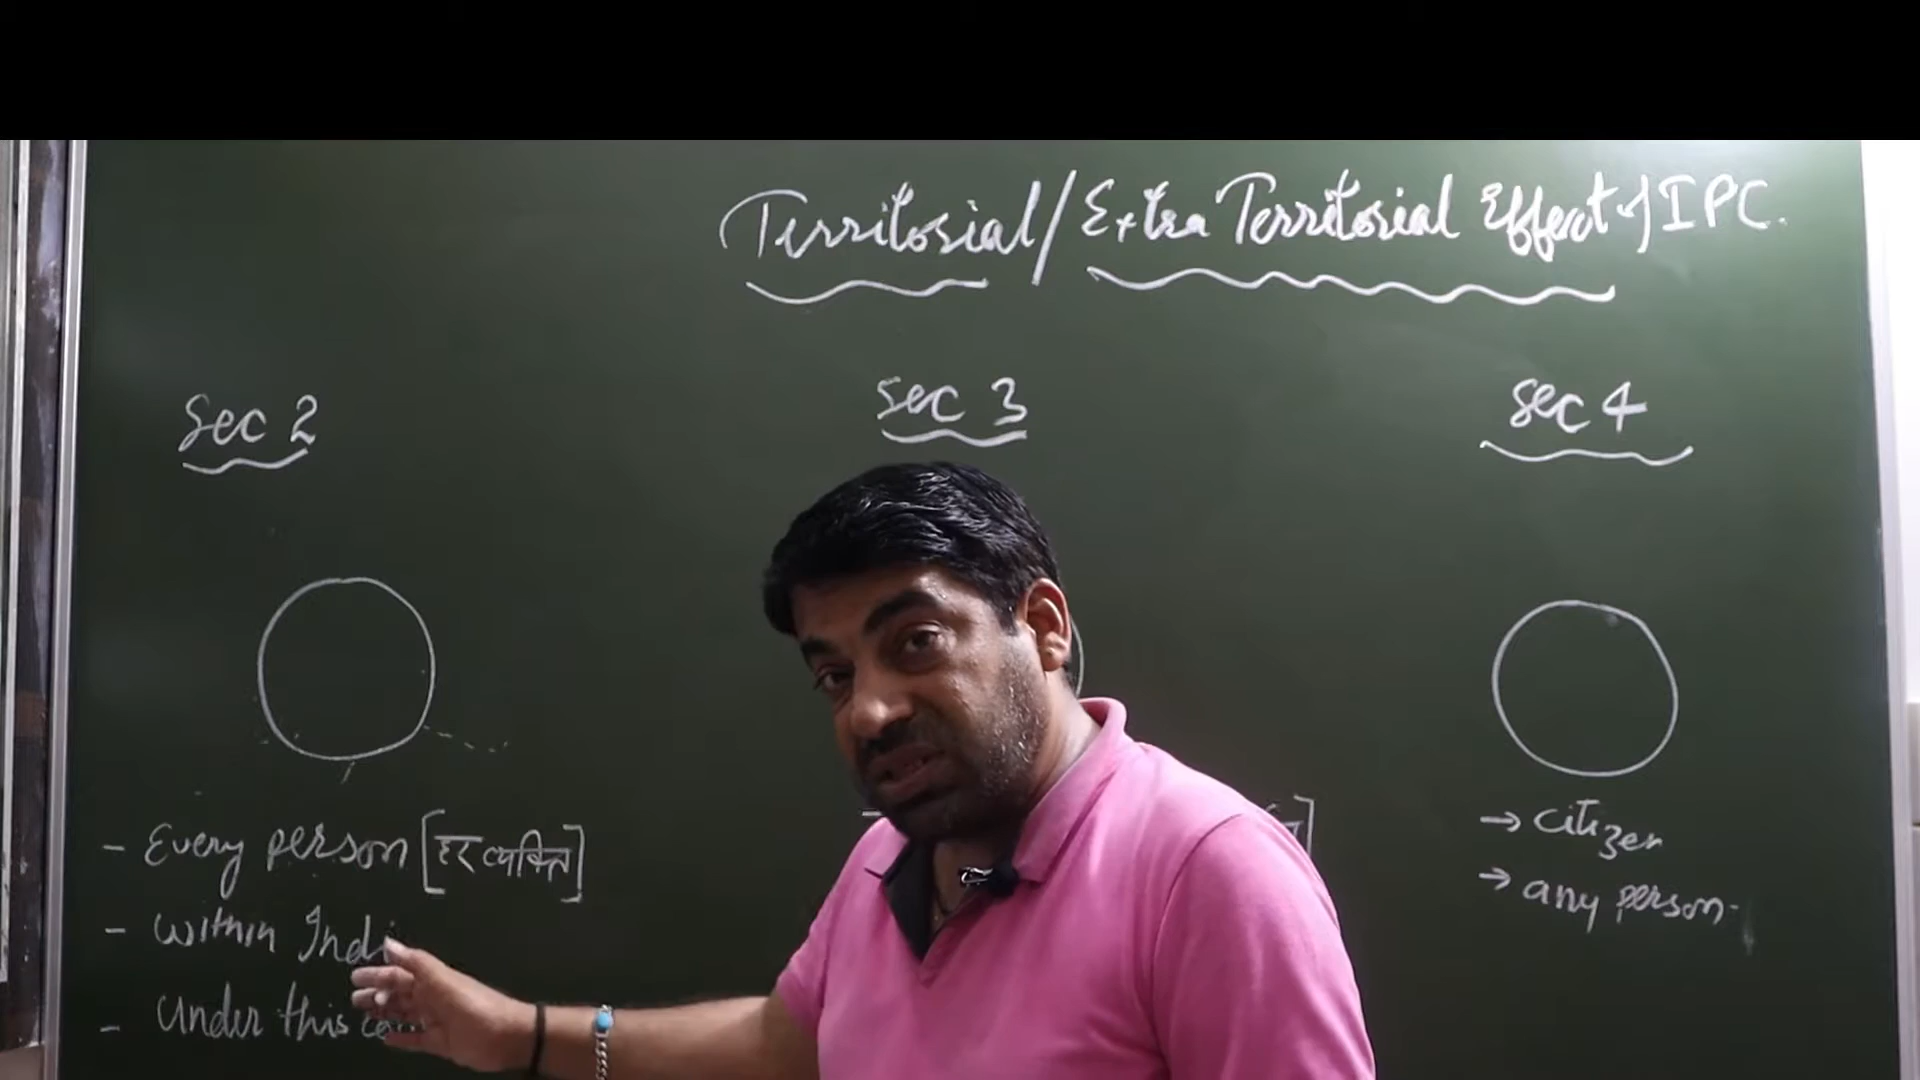 Territorial/Extra Territorial Effect of IPC.
Sec 2
Sec 3
Sec 4
- Every person [हर व्यक्ति]
- within Indi
- Under this
→ citizen
→ any person.